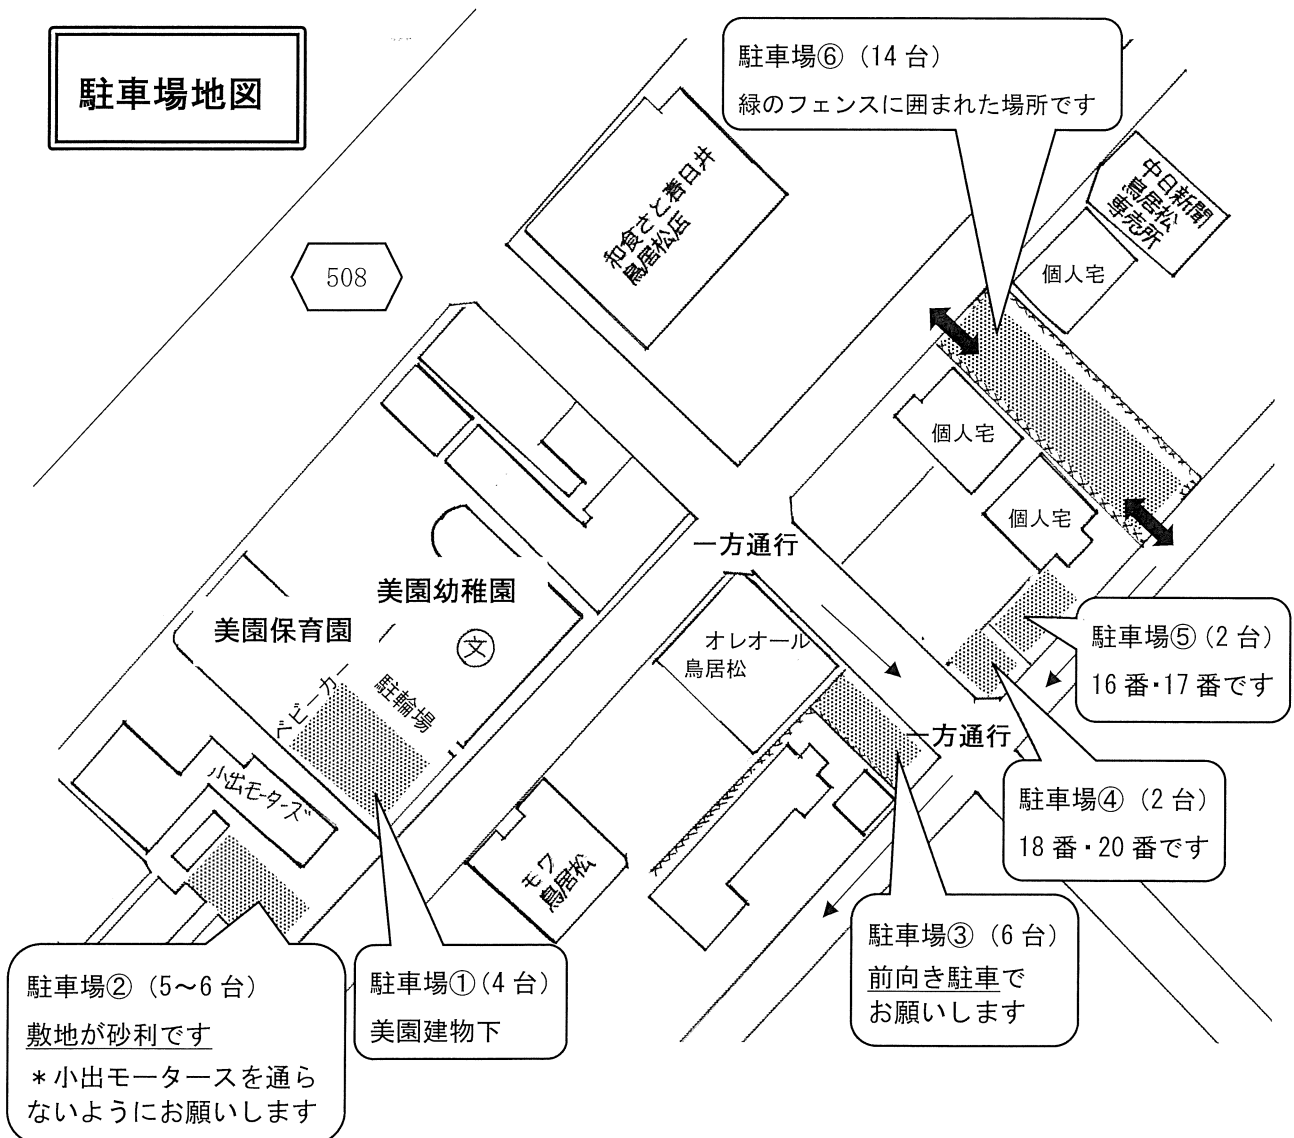 駐車場地図
駐車場⑥（14台）
緑のフェンスに囲まれた場所です
508
和食さと春日井
鳥居松店
中日新聞
鳥居松
専売所
個人宅
個人宅
個人宅
一方通行
美園幼稚園
美園保育園
文
オレオール
鳥居松
ベビーカー
駐輪場
小出モータース゛
一方通行
モワ
鳥居松
駐車場⑤（2台）
16番・17番です
駐車場④（2台）
18番・20番です
駐車場③（6台）
前向き駐車で
お願いします
駐車場①（4台）
美園建物下
駐車場②（5～6台）
敷地が砂利です
＊小出モータースを通ら
ないようにお願いします